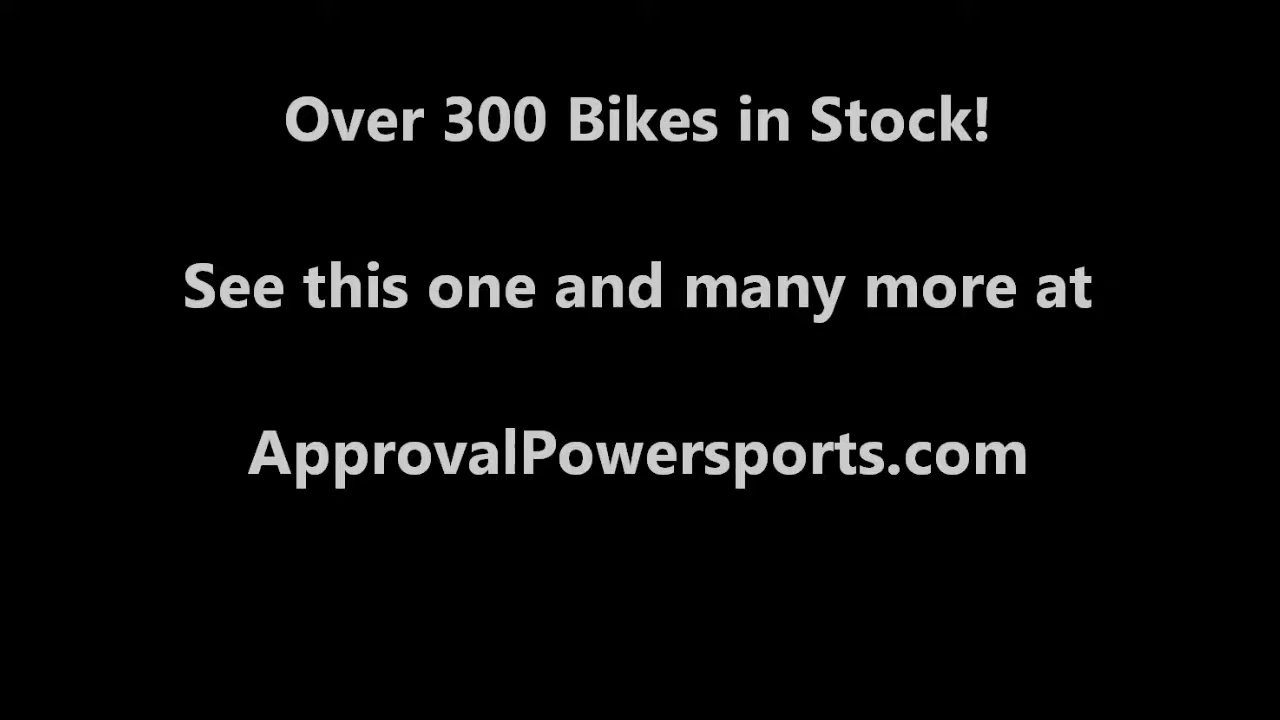 Over 300 Bikes in Stock!
See this one and many more at
ApprovalPowersports.com